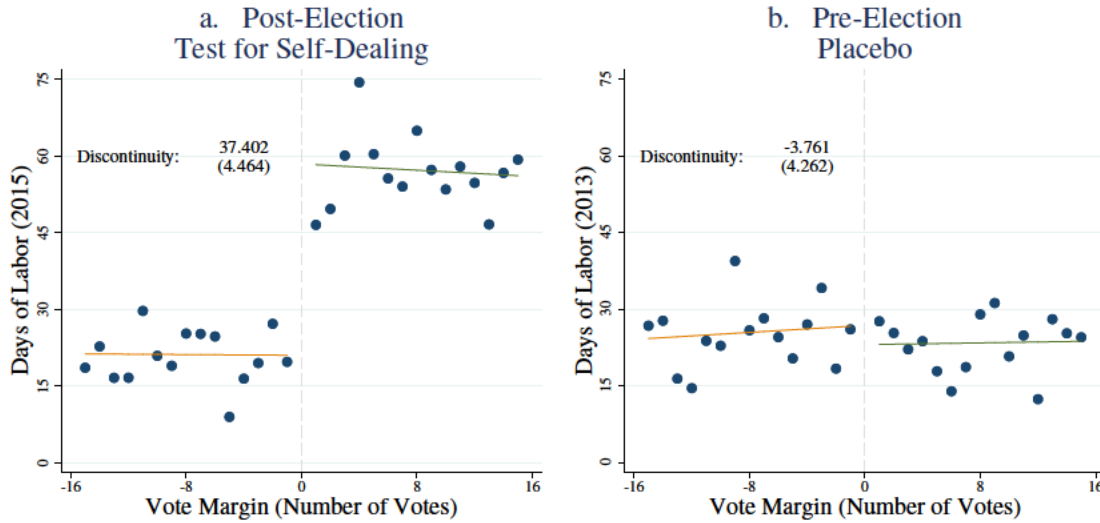 a. Post-Election
Test for Self-Dealing
Days of Labor (2015)
75
60
45
30
15
0
Discontinuity: 37.402
(4.464)
-16 -8 0 8 16
Vote Margin (Number of Votes)
b. Pre-Election
Placebo
Days of Labor (2013)
75
60
45
30
15
0
Discontinuity: -3.761
(4.262)
-16 -8 0 8 16
Vote Margin (Number of Votes)